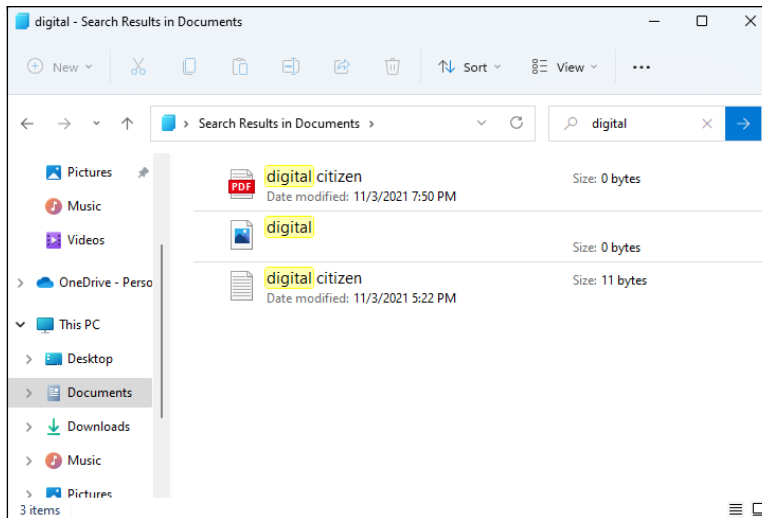 digital - Search Results in Documents
New
Sort
View
Search Results in Documents
digital
Pictures
Music
Videos
OneDrive - Perso
This PC
Desktop
Documents
Downloads
Music
Pictures
PDF
digital citizen
Date modified: 11/3/2021 7:50 PM
Size: 0 bytes
digital
Size: 0 bytes
digital citizen
Date modified: 11/3/2021 5:22 PM
Size: 11 bytes
3 items